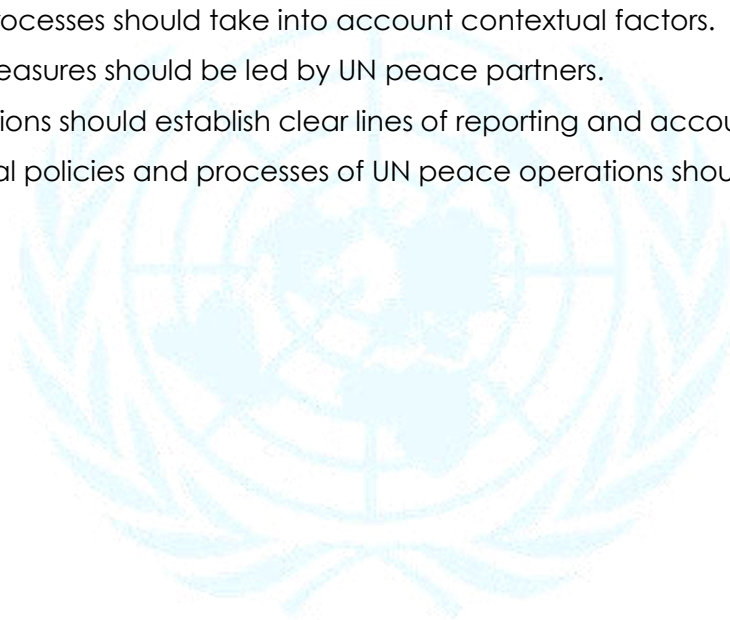 ocesses should take into account contextual factors.
easures should be led by UN peace partners.
ions should establish clear lines of reporting and accou
al policies and processes of UN peace operations shou